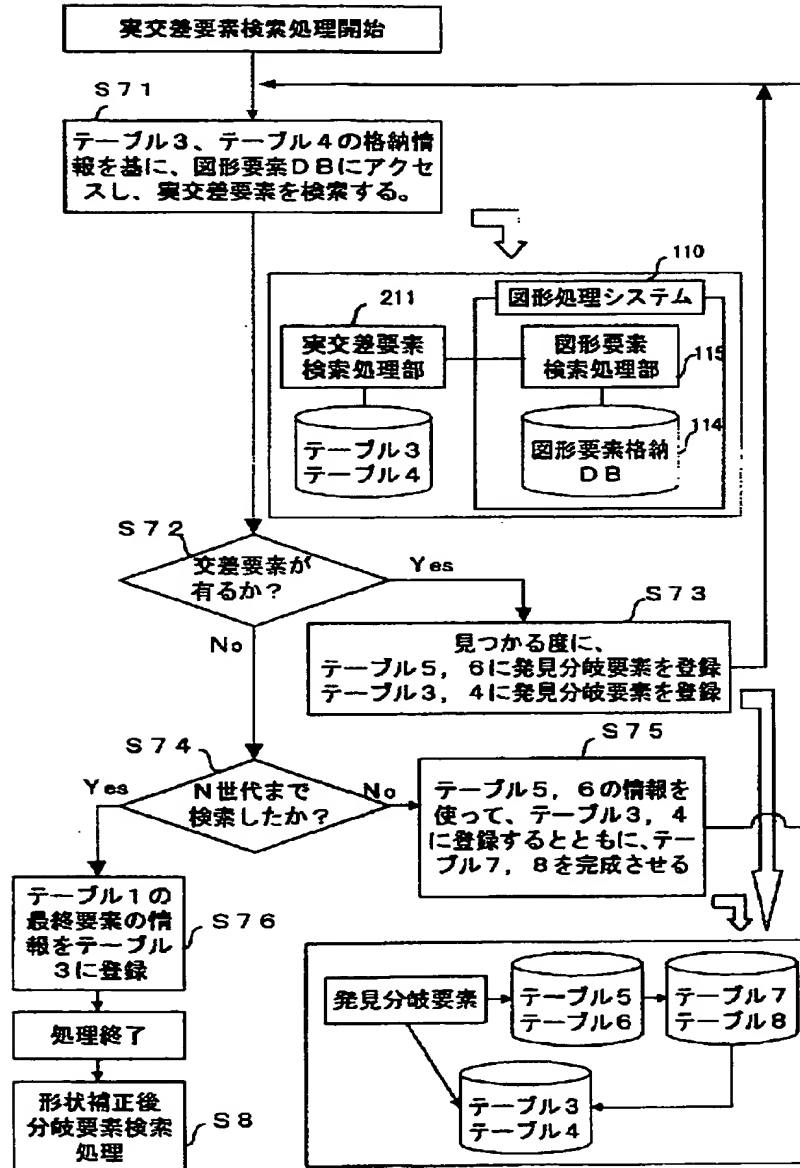 実交差要素検索処理開始
S71
テーブル3、テーブル4の格納情
報を基に、図形要素DBにアクセ
スし、実交差要素を検索する。
110
図形処理システム
211
実交差要素
検索処理部
図形要素
検索処理部
115
テーブル3
テーブル4
図形要素格納
DB
114
S72
交差要素が
有るか?
Yes
No
S73
見つかる度に、
テーブル5,6に発見分岐要素を登録
テーブル3,4に発見分岐要素を登録
S74
N世代まで
検索したか?
Yes
No
S75
テーブル5,6の情報を
使って、テーブル3,4
に登録するとともに、テー
ブル7,8を完成させる
テーブル1の
最終要素の情
報をテーブル
3に登録
S76
処理終了
形状補正後
分岐要素検索
処理
S8
発見分岐要素
テーブル5
テーブル6
テーブル7
テーブル8
テーブル3
テーブル4